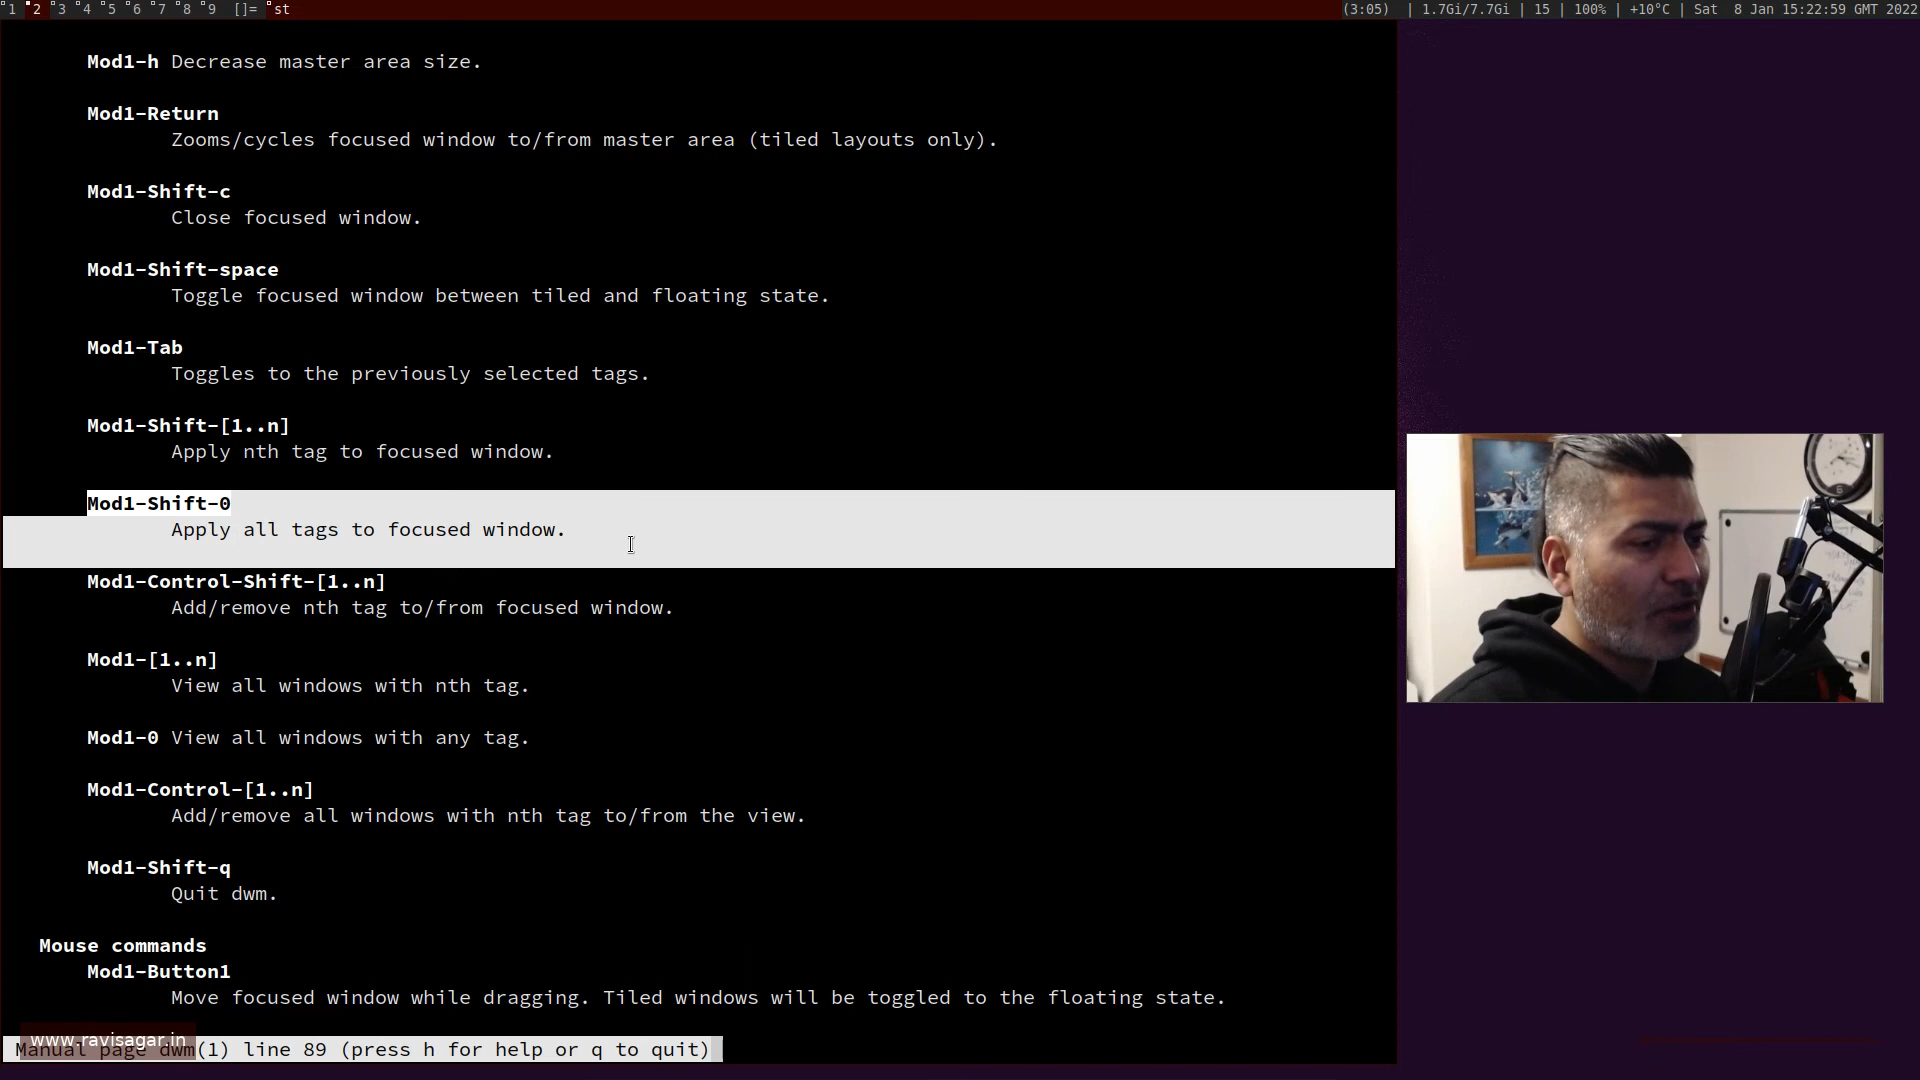 1 2 3 4 5 6 7 8 9 []= st (3:05) | 1.7Gi/7.7Gi | 15 | 100% | +10°C | Sat 8 Jan 15:22:59 GMT 2022
Mod1-h Decrease master area size.
Mod1-Return
Zooms/cycles focused window to/from master area (tiled layouts only).
Mod1-Shift-c
Close focused window.
Mod1-Shift-space
Toggle focused window between tiled and floating state.
Mod1-Tab
Toggles to the previously selected tags.
Mod1-Shift-[1..n]
Apply nth tag to focused window.
Mod1-Shift-0
Apply all tags to focused window.
Mod1-Control-Shift-[1..n]
Add/remove nth tag to/from focused window.
Mod1-[1..n]
View all windows with nth tag.
Mod1-0 View all windows with any tag.
Mod1-Control-[1..n]
Add/remove all windows with nth tag to/from the view.
Mod1-Shift-q
Quit dwm.
Mouse commands
Mod1-Button1
Move focused window while dragging. Tiled windows will be toggled to the floating state.
www.ravisagar.in
Manual page dwm(1) line 89 (press h for help or q to quit)